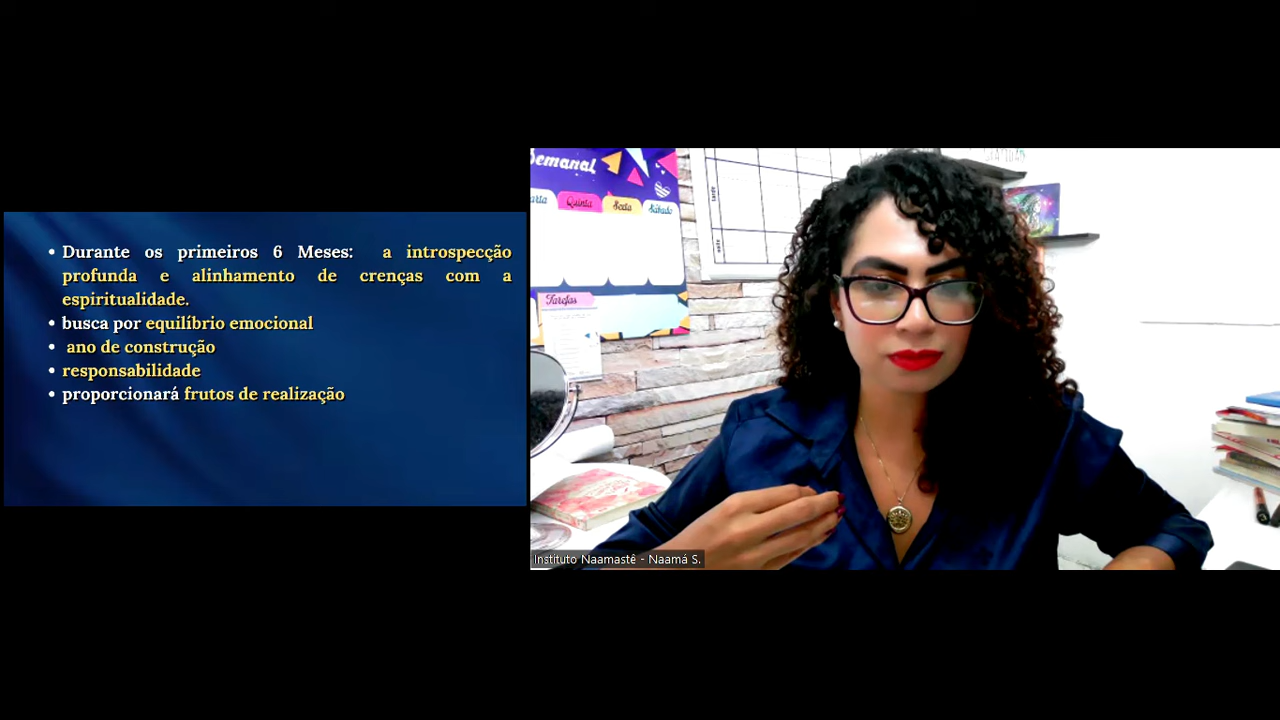 • Durante os primeiros 6 Meses: a introspecção
profunda e alinhamento de crenças com a
espiritualidade.
• busca por equilíbrio emocional
• ano de construção
• responsabilidade
• proporcionará frutos de realização
Semanal
Quinta
Sexta
Sábado
Tarefas
tarde
Instituto Naamastê - Naamá S.